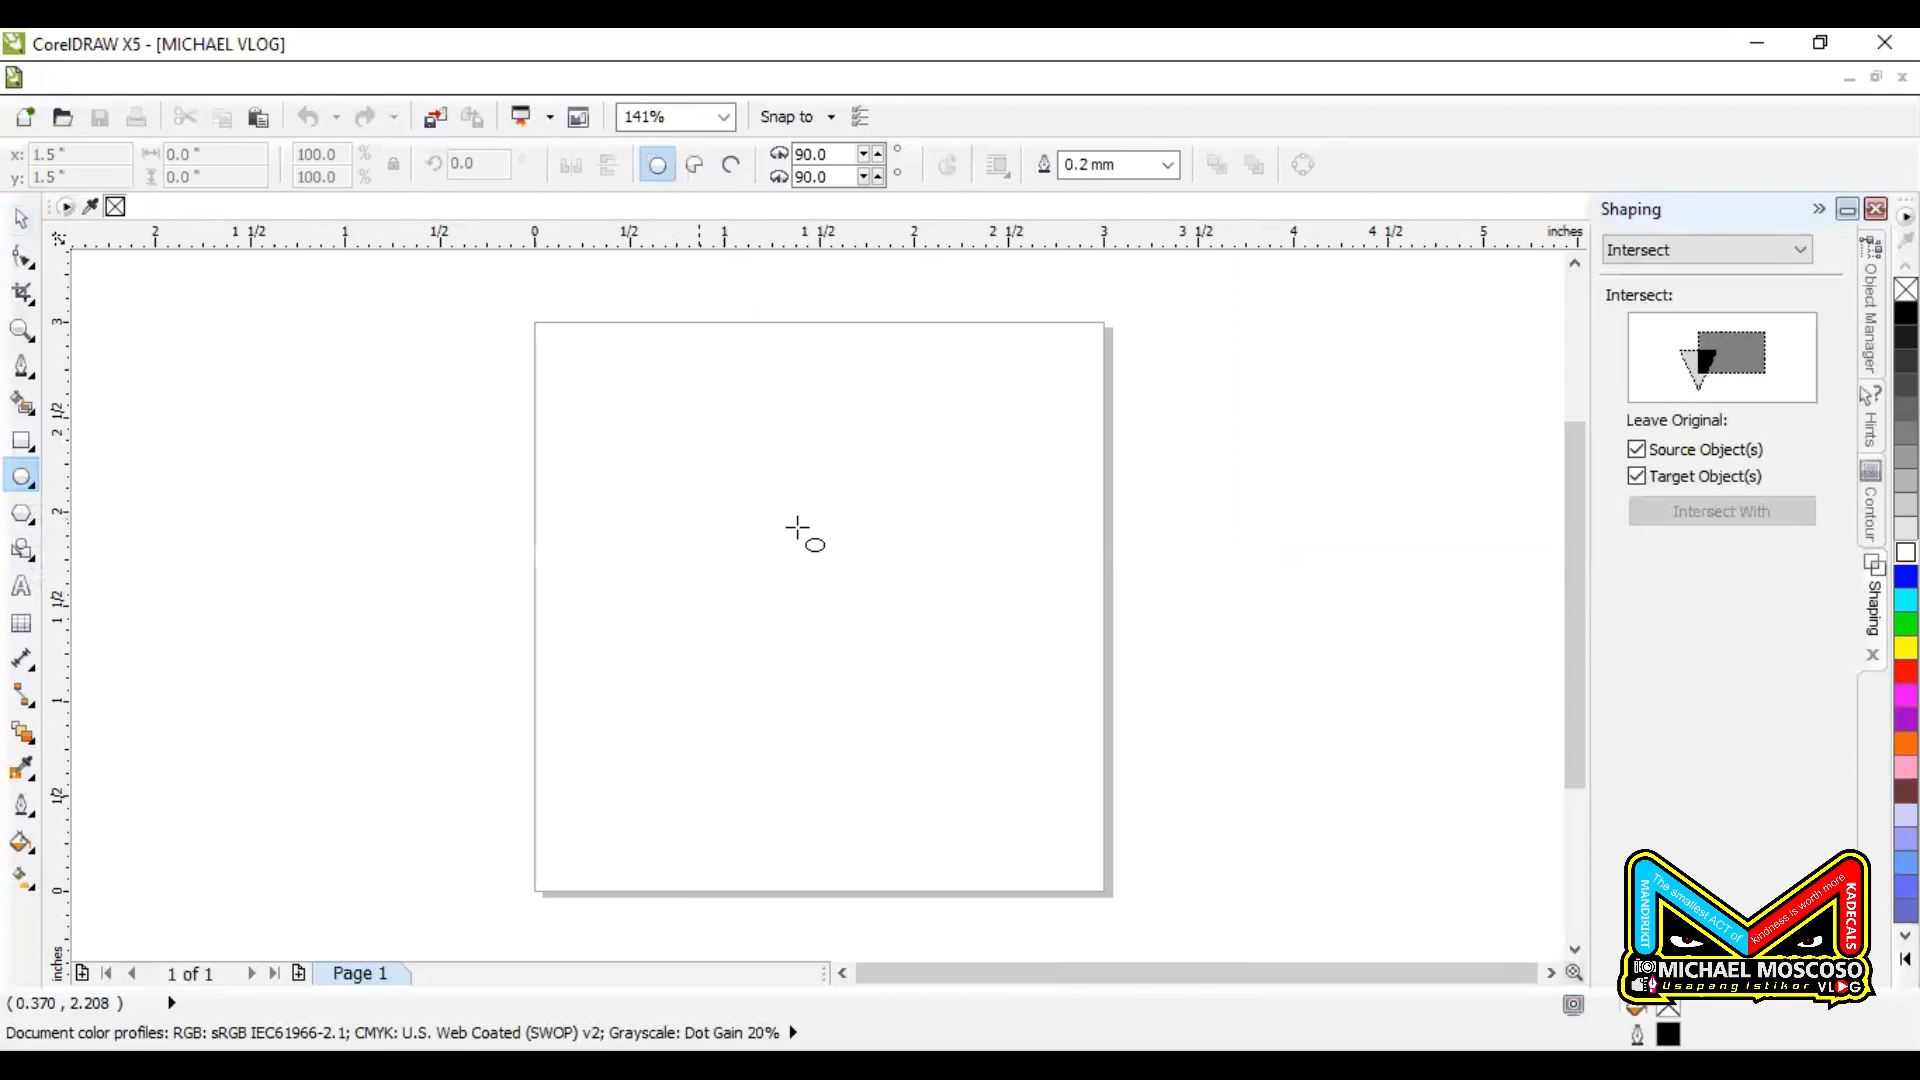 CorelDRAW X5 - [MICHAEL VLOG]
141%
Snap to
x: 1.5 "
y: 1.5 "
0.0 "
0.0 "
100.0 %
100.0 %
0.0 °
90.0 °
90.0 °
0.2 mm
2 1 1/2 1 1/2 0 1/2 1 1 1/2 2 2 1/2 3 3 1/2 4 4 1/2 5 inches
3
2 1/2
2
1 1/2
1
1/2
0
inches
Shaping
Intersect
Intersect:
Leave Original:
Source Object(s)
Target Object(s)
Intersect With
Object Manager
Hints
Contour
Shaping
1 of 1
Page 1
( 0.370 , 2.208 )
Document color profiles: RGB: sRGB IEC61966-2.1; CMYK: U.S. Web Coated (SWOP) v2; Grayscale: Dot Gain 20%
MANDIRIKIT
The smallest ACT of
kindness is worth more
KADECALS
MICHAEL MOSCOSO
Usapang Istikor VLOG